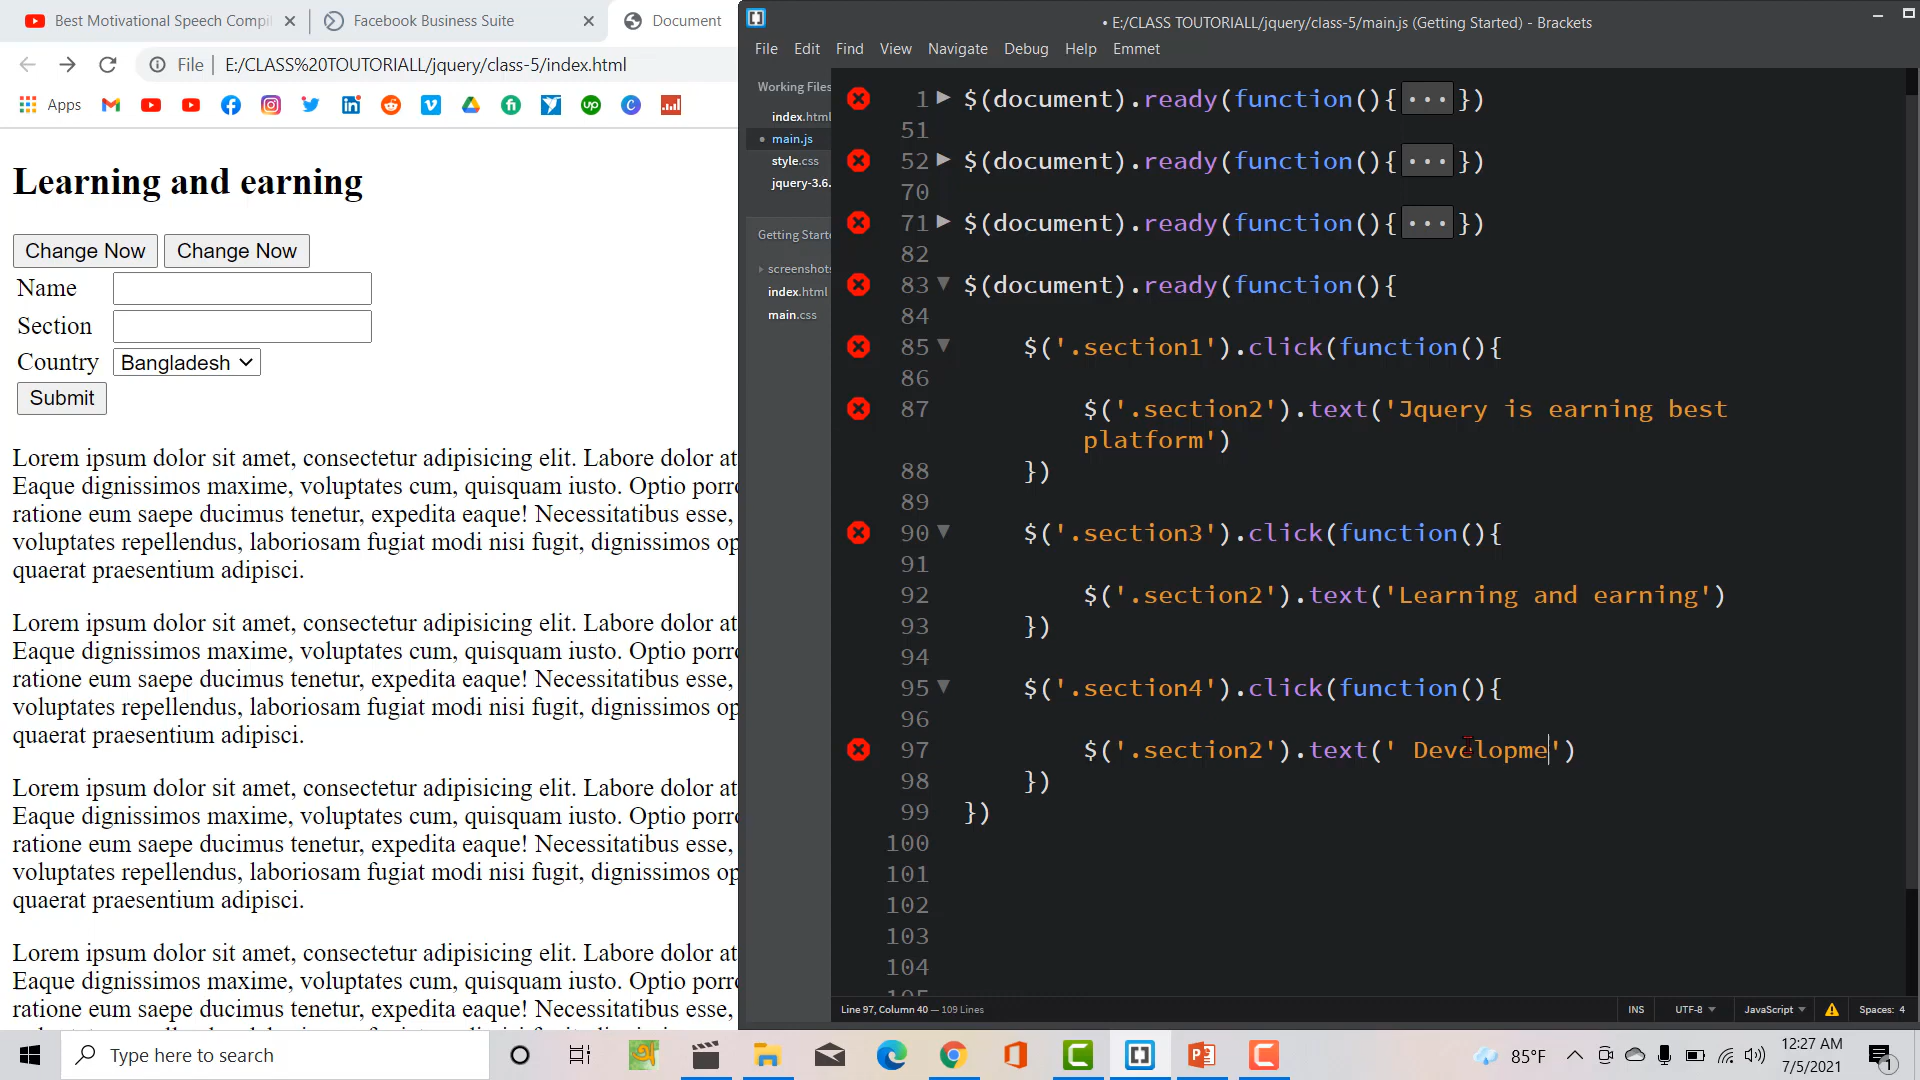 Best Motivational Speech Compil
Facebook Business Suite
Document
• E:/CLASS TOUTORIALL/jquery/class-5/main.js (Getting Started) - Brackets
File Edit Find View Navigate Debug Help Emmet
File | E:/CLASS%20TOUTORIALL/jquery/class-5/index.html
Apps
Learning and earning
Change Now Change Now
Name
Section
Country Bangladesh
Submit
Lorem ipsum dolor sit amet, consectetur adipisicing elit. Labore dolor at
Eaque dignissimos maxime, voluptates cum, quisquam iusto. Optio porro
ratione eum saepe ducimus tenetur, expedita eaque! Necessitatibus esse,
voluptates repellendus, laboriosam fugiat modi nisi fugit, dignissimos op
quaerat praesentium adipisci.
Lorem ipsum dolor sit amet, consectetur adipisicing elit. Labore dolor at
Eaque dignissimos maxime, voluptates cum, quisquam iusto. Optio porro
ratione eum saepe ducimus tenetur, expedita eaque! Necessitatibus esse,
voluptates repellendus, laboriosam fugiat modi nisi fugit, dignissimos op
quaerat praesentium adipisci.
Lorem ipsum dolor sit amet, consectetur adipisicing elit. Labore dolor at
Eaque dignissimos maxime, voluptates cum, quisquam iusto. Optio porro
ratione eum saepe ducimus tenetur, expedita eaque! Necessitatibus esse,
voluptates repellendus, laboriosam fugiat modi nisi fugit, dignissimos op
quaerat praesentium adipisci.
Lorem ipsum dolor sit amet, consectetur adipisicing elit. Labore dolor at
Eaque dignissimos maxime, voluptates cum, quisquam iusto. Optio porro
ratione eum saepe ducimus tenetur, expedita eaque! Necessitatibus esse,
Working Files
index.html
main.js
style.css
jquery-3.6.
Getting Starte
screenshots
index.html
main.css
1 $(document).ready(function(){ ... })
51
52 $(document).ready(function(){ ... })
70
71 $(document).ready(function(){ ... })
82
83 $(document).ready(function(){
84
85 $('.section1').click(function(){
86
87 $('.section2').text('Jquery is earning best
platform')
88 })
89
90 $('.section3').click(function(){
91
92 $('.section2').text('Learning and earning')
93 })
94
95 $('.section4').click(function(){
96
97 $('.section2').text(' Developme')
98 })
99 })
100
101
102
103
104
105
Line 97, Column 40 — 109 Lines
INS UTF-8 JavaScript Spaces: 4
Type here to search
85°F
12:27 AM
7/5/2021
1